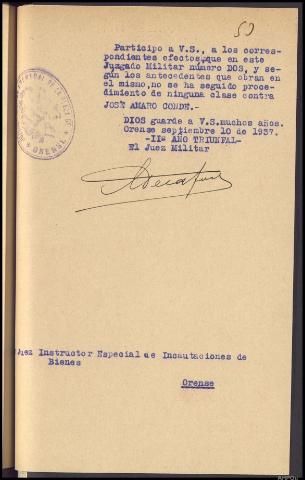 50
Participo a V.S., a los corres-
pondientes efectos,que en este
Juzgado Militar número DOS, y se-
gún los antecedentes que obran en
el mismo,no se ha seguido proce-
dimiento de ninguna clase contra
JOSÉ AMARO CONDE.-
DIOS guarde a V.S.muchos años.
Orense septiembre 10 de 1937.
-IIº AÑO TRIUNFAL-
El Juez Militar
ORENSE
Juez Instructor Especial de Incautaciones de
Bienes
Orense